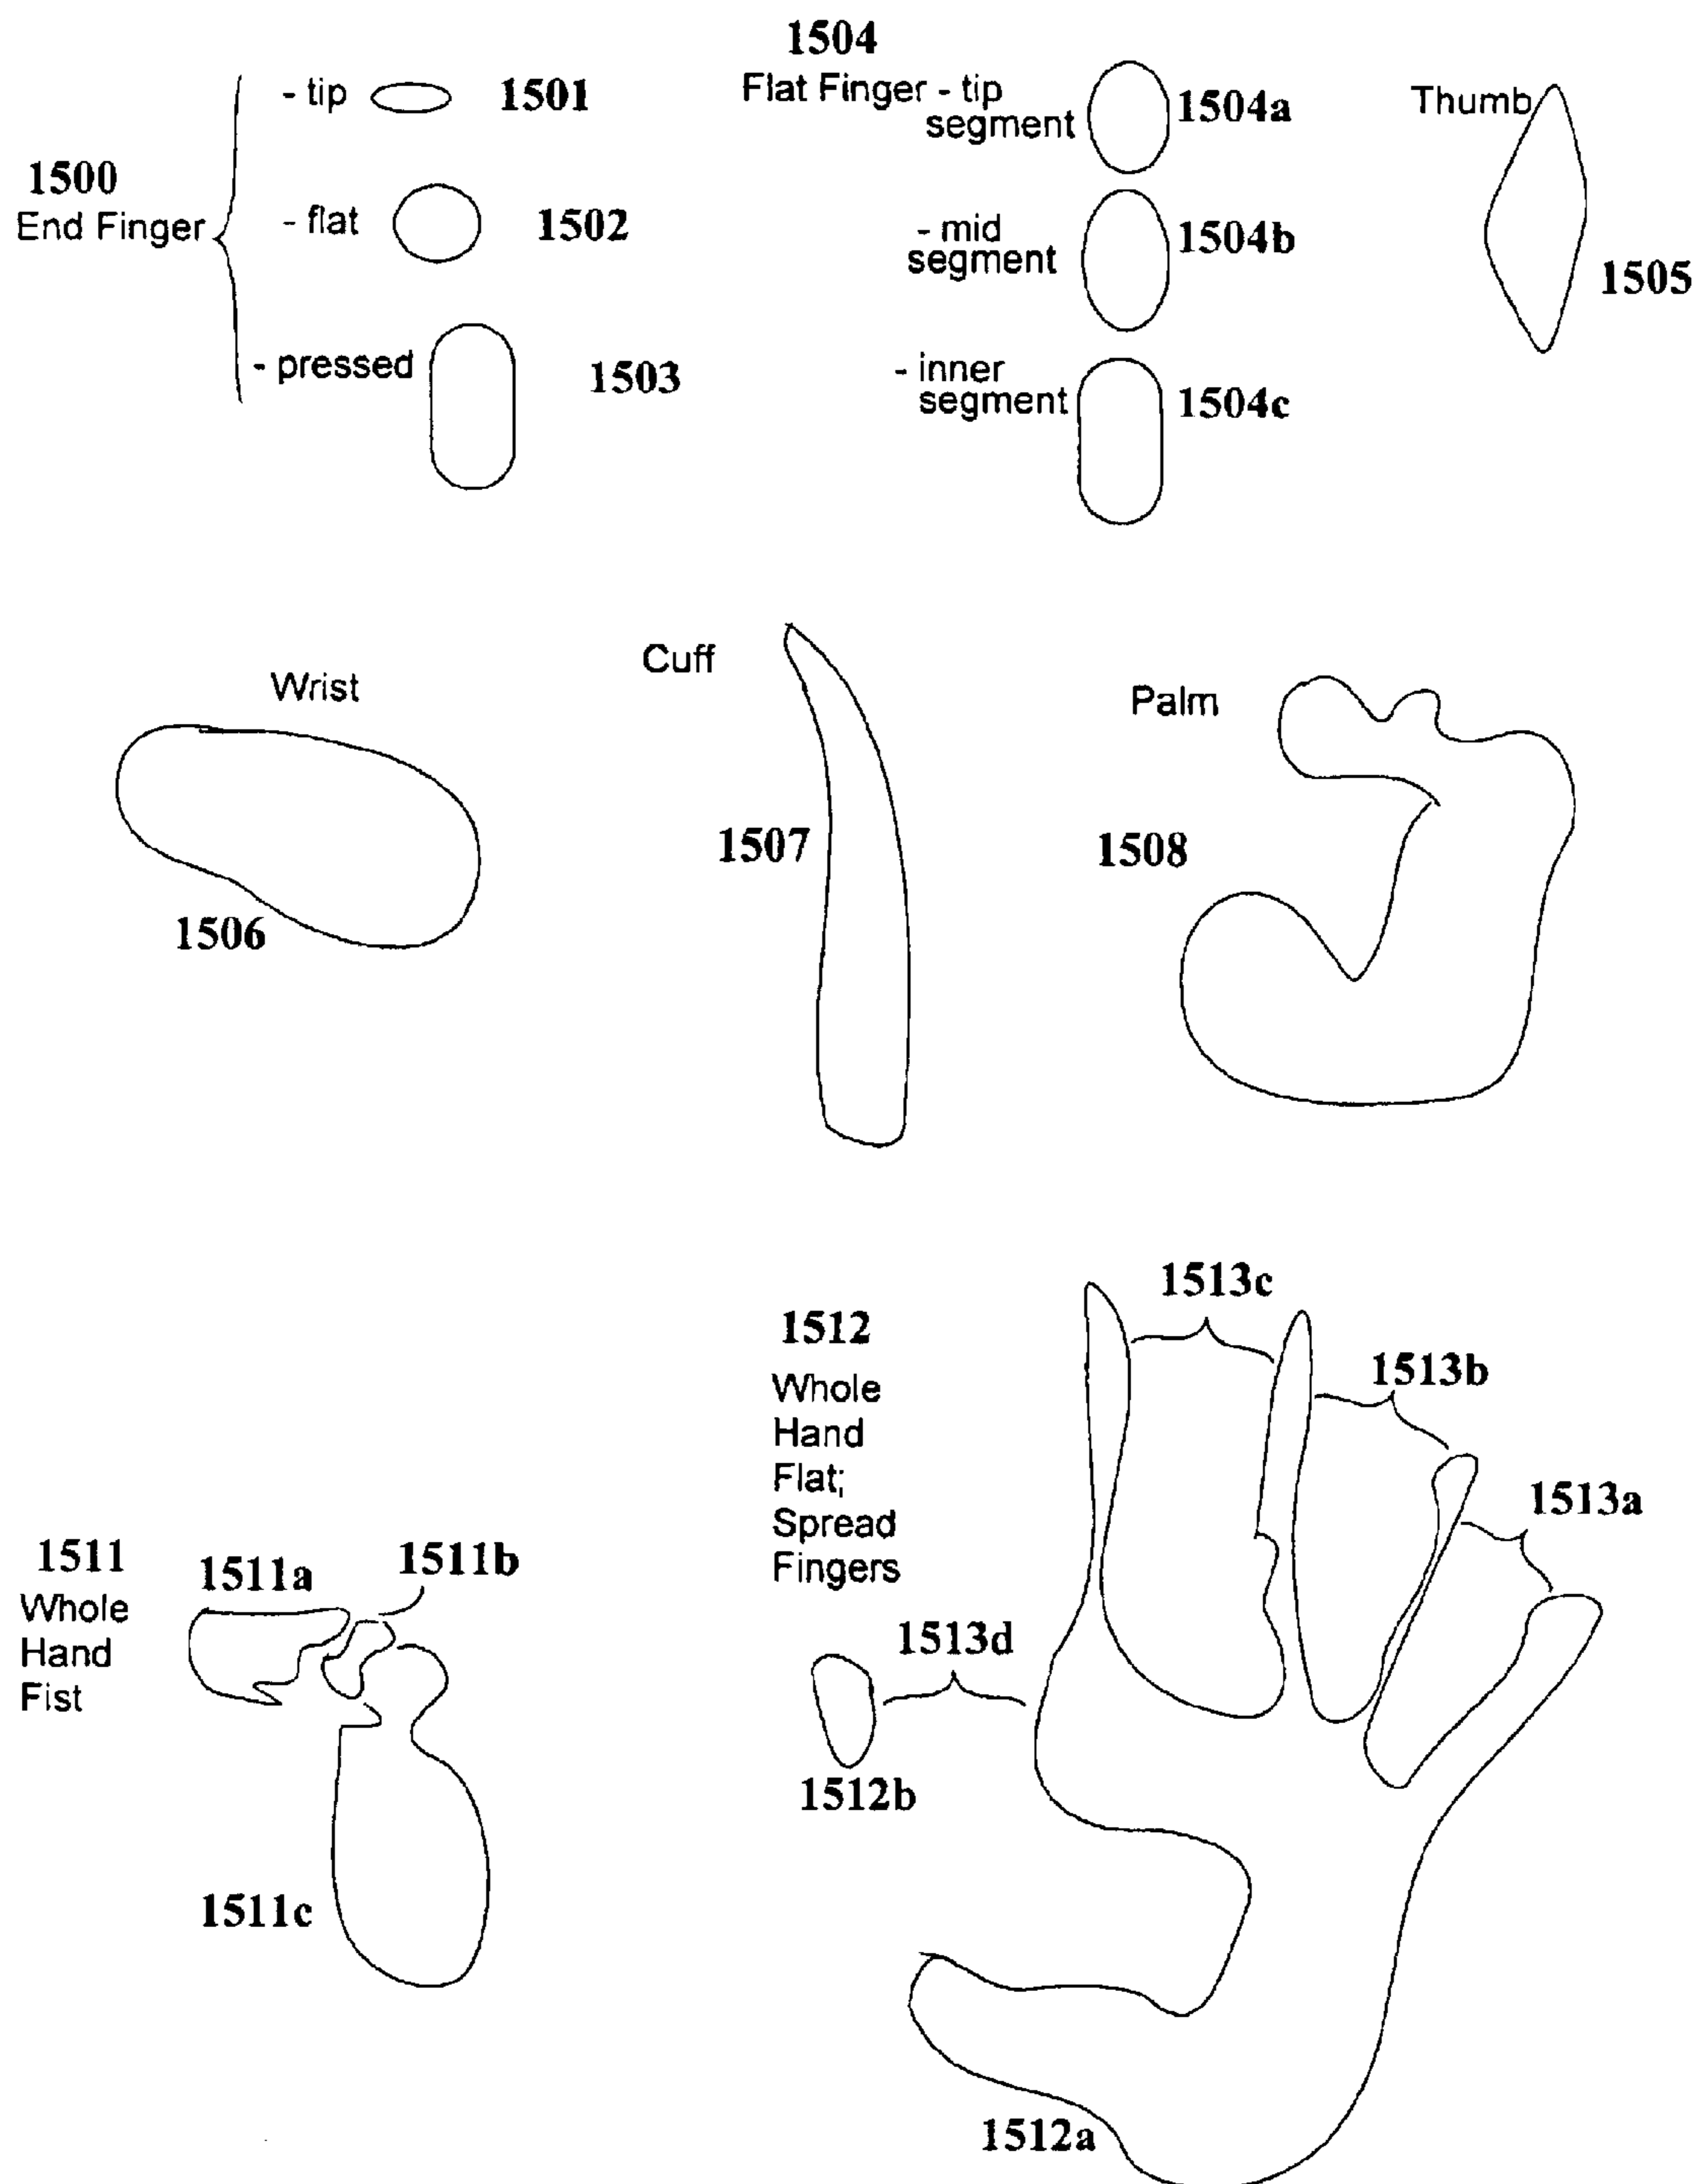 1500
End Finger
- tip 1501
- flat 1502
- pressed 1503
1504
Flat Finger - tip
segment 1504a
- mid
segment 1504b
- inner
segment 1504c
Thumb
1505
Wrist
1506
Cuff
1507
Palm
1508
1511
Whole
Hand
Fist
1511a
1511b
1511c
1512
Whole
Hand
Flat;
Spread
Fingers
1513c
1513b
1513a
1513d
1512b
1512a